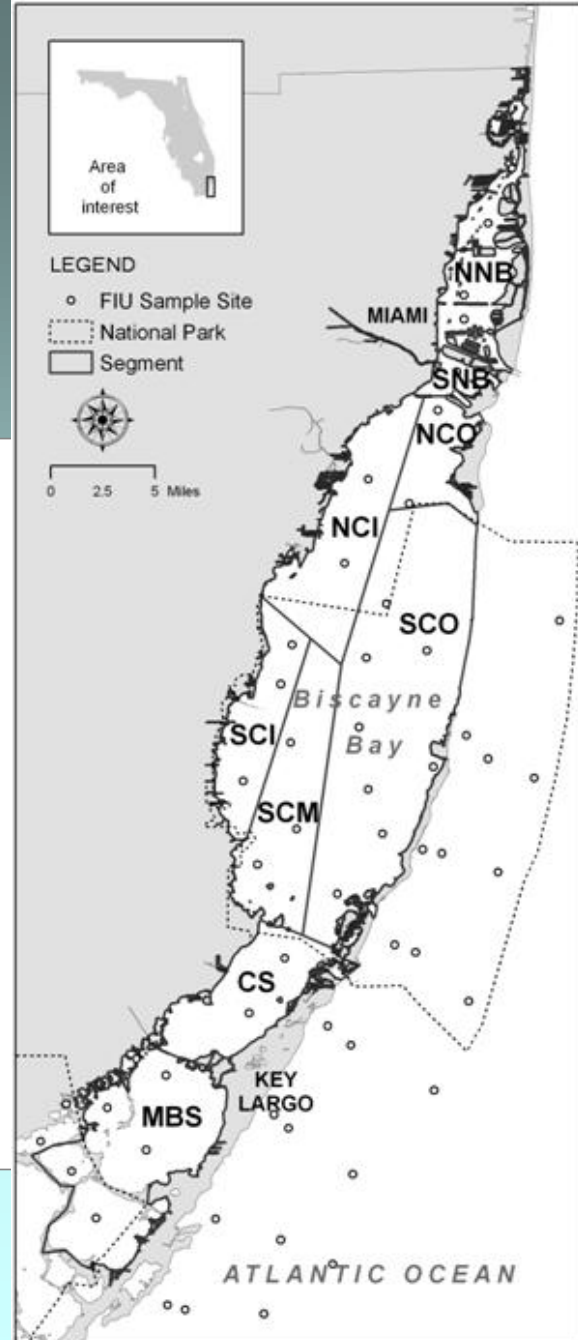 Area
of
interest
LEGEND
FIU Sample Site
National Park
Segment
0 2.5 5 Miles
MIAMI
NNB
SNB
NCO
NCI
SCO
Biscayne
Bay
SCI
SCM
CS
KEY
LARGO
MBS
ATLANTIC OCEAN